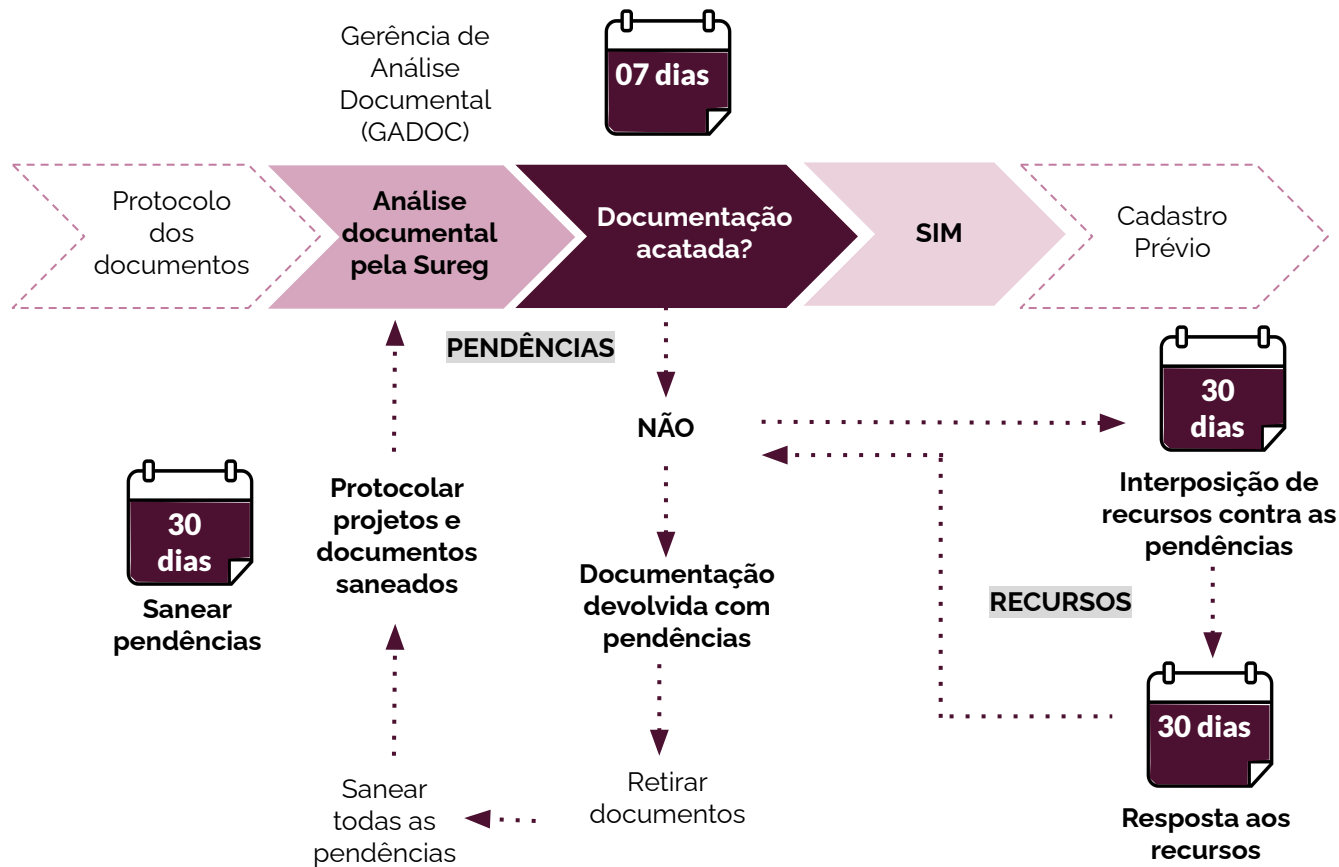 Gerência de
Análise
Documental
(GADOC)
07 dias
Protocolo
dos
documentos
Análise
documental
pela Sureg
Documentação
acatada?
SIM
Cadastro
Prévio
PENDÊNCIAS
NÃO
30
dias
Interposição de
recursos contra as
pendências
30
dias
Sanear
pendências
Protocolar
projetos e
documentos
saneados
Documentação
devolvida com
pendências
RECURSOS
30 dias
Resposta aos
recursos
Retirar
documentos
Sanear
todas as
pendências